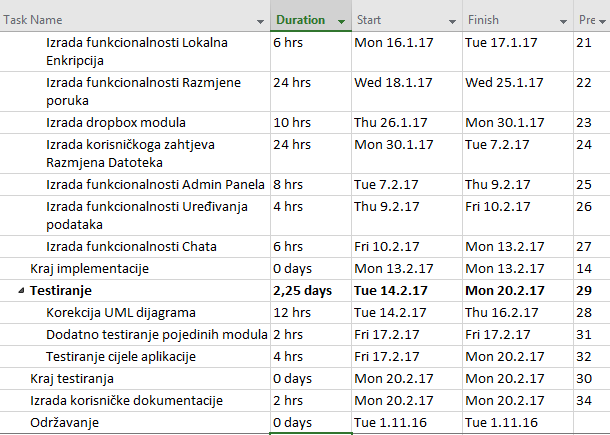 Task Name Duration Start Finish Pre
Izrada funkcionalnosti Lokalna 6 hrs Mon 16.1.17 Tue 17.1.17 21
Enkripcija
Izrada funkcionalnosti Razmjene 24 hrs Wed 18.1.17 Wed 25.1.17 22
poruka
Izrada dropbox modula 10 hrs Thu 26.1.17 Mon 30.1.17 23
Izrada korisničkoga zahtjeva 24 hrs Mon 30.1.17 Tue 7.2.17 24
Razmjena Datoteka
Izrada funkcionalnosti Admin Panela 8 hrs Tue 7.2.17 Thu 9.2.17 25
Izrada funkcionalnosti Uređivanja 4 hrs Thu 9.2.17 Fri 10.2.17 26
podataka
Izrada funkcionalnosti Chata 6 hrs Fri 10.2.17 Mon 13.2.17 27
Kraj implementacije 0 days Mon 13.2.17 Mon 13.2.17 14
Testiranje 2,25 days Tue 14.2.17 Mon 20.2.17 29
Korekcija UML dijagrama 12 hrs Tue 14.2.17 Thu 16.2.17 28
Dodatno testiranje pojedinih modula 2 hrs Fri 17.2.17 Fri 17.2.17 31
Testiranje cijele aplikacije 4 hrs Fri 17.2.17 Mon 20.2.17 32
Kraj testiranja 0 days Mon 20.2.17 Mon 20.2.17 30
Izrada korisničke dokumentacije 2 hrs Mon 20.2.17 Mon 20.2.17 34
Održavanje 0 days Tue 1.11.16 Tue 1.11.16